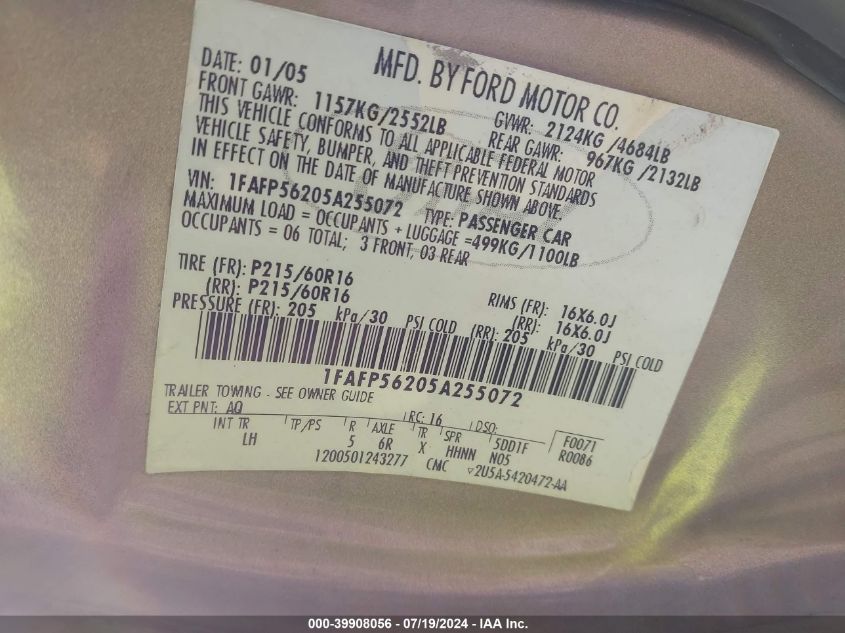 MFD. BY FORD MOTOR CO.
DATE: 01/05 GVWR: 2124KG/4684LB
FRONT GAWR: 1157KG/2552LB REAR GAWR: 967KG/2132LB
THIS VEHICLE CONFORMS TO ALL APPLICABLE FEDERAL MOTOR
VEHICLE SAFETY, BUMPER, AND THEFT PREVENTION STANDARDS
IN EFFECT ON THE DATE OF MANUFACTURE SHOWN ABOVE.
VIN: 1FAFP56205A255072 TYPE: PASSENGER CAR
MAXIMUM LOAD = OCCUPANTS + LUGGAGE =499KG/1100LB
OCCUPANTS = 06 TOTAL; 3 FRONT, 03 REAR
TIRE (FR): P215/60R16 RIMS (FR): 16X6.0J
(RR): P215/60R16 (RR): 16X6.0J
PRESSURE (FR): 205 kPa/30 PSI COLD (RR): 205 kPa/30 PSI COLD
1FAFP56205A255072
TRAILER TOWING - SEE OWNER GUIDE
EXT PNT: AQ RC: 16 DSO:
INT TR TP/PS R AXLE TR SPR 5DD1F F0071
LH 5 6R X HHNN N05 R0086
1200501243277 CMC 2U5A-5420472-AA
000-39908056 - 07/19/2024 - IAA Inc.